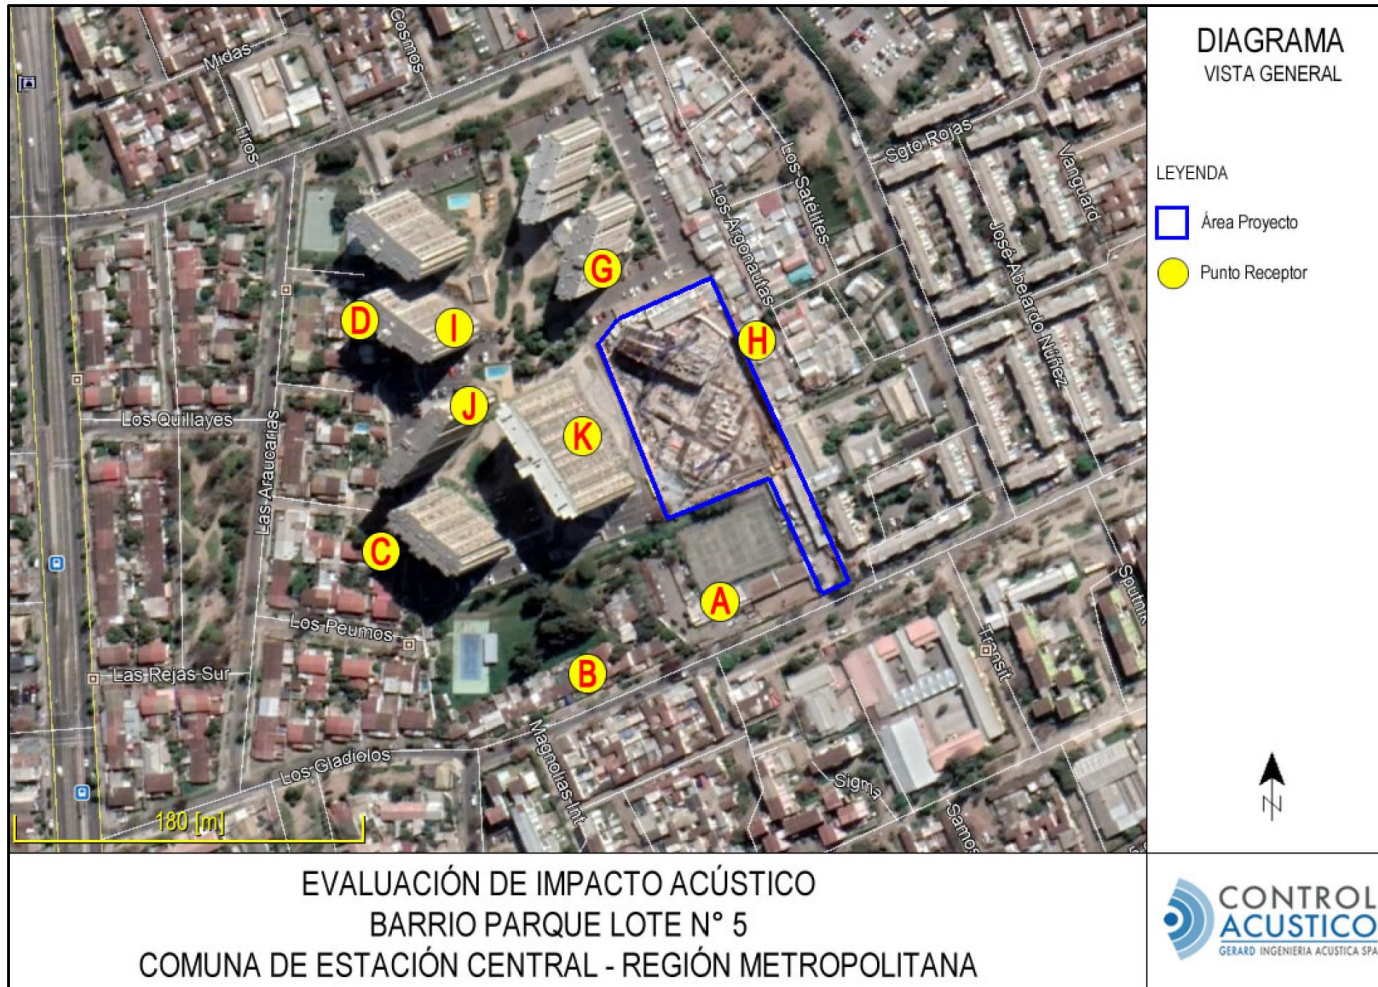 DIAGRAMA
VISTA GENERAL
LEYENDA
Área Proyecto
Punto Receptor
N
Midas
Cosmos
Tiros
Sgto Rojas
Vanguard
Los Satélites
Los Argonautas
José Abelardo Núñez
G
D
I
H
J
K
C
A
B
Los Quillayes
Las Araucarias
Los Peumos
Las Rejas Sur
Los Gladiolos
Magnolias Int
Transit
Sputnik
Sigma
Samos
180 [m]
EVALUACIÓN DE IMPACTO ACÚSTICO
BARRIO PARQUE LOTE N° 5
COMUNA DE ESTACIÓN CENTRAL - REGIÓN METROPOLITANA
CONTROL
ACUSTICO
GERARD INGENIERIA ACUSTICA SPA